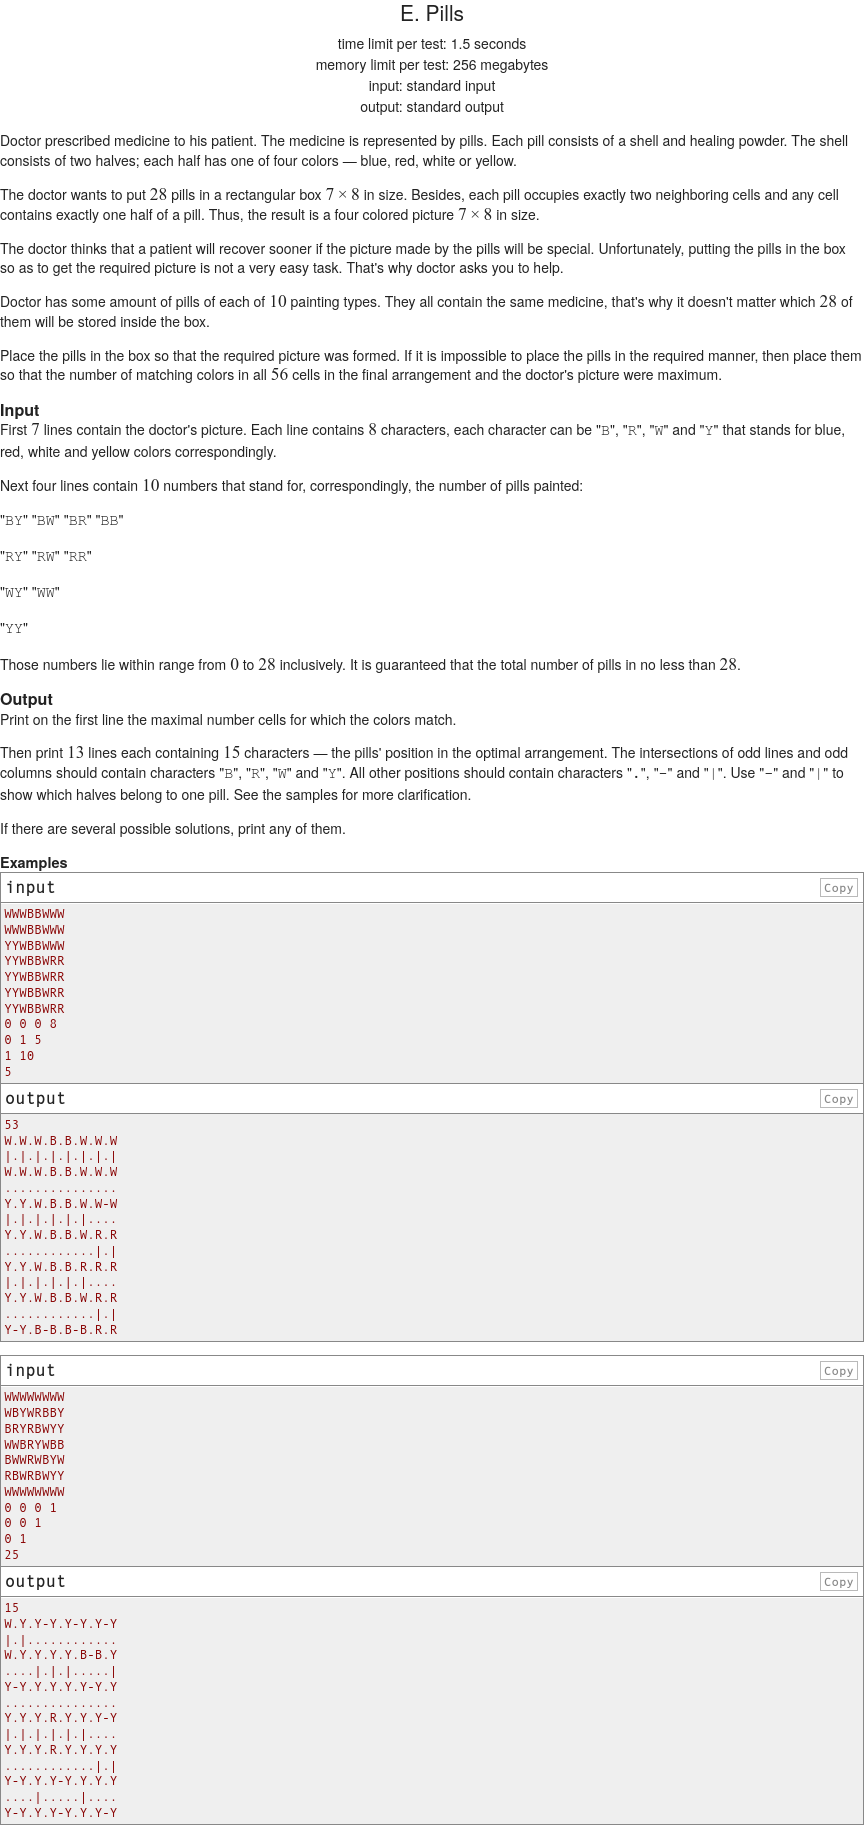 E. Pills
time limit per test: 1.5 seconds
memory limit per test: 256 megabytes
input: standard input
output: standard output
Doctor prescribed medicine to his patient. The medicine is represented by pills. Each pill consists of a shell and healing powder. The shell
consists of two halves; each half has one of four colors — blue, red, white or yellow.
The doctor wants to put 28 pills in a rectangular box 7 × 8 in size. Besides, each pill occupies exactly two neighboring cells and any cell
contains exactly one half of a pill. Thus, the result is a four colored picture 7 × 8 in size.
The doctor thinks that a patient will recover sooner if the picture made by the pills will be special. Unfortunately, putting the pills in the box
so as to get the required picture is not a very easy task. That's why doctor asks you to help.
Doctor has some amount of pills of each of 10 painting types. They all contain the same medicine, that's why it doesn't matter which 28 of
them will be stored inside the box.
Place the pills in the box so that the required picture was formed. If it is impossible to place the pills in the required manner, then place them
so that the number of matching colors in all 56 cells in the final arrangement and the doctor's picture were maximum.
Input
First 7 lines contain the doctor's picture. Each line contains 8 characters, each character can be "B", "R", "W" and "Y" that stands for blue,
red, white and yellow colors correspondingly.
Next four lines contain 10 numbers that stand for, correspondingly, the number of pills painted:
"BY" "BW" "BR" "BB"
"RY" "RW" "RR"
"WY" "WW"
"YY"
Those numbers lie within range from 0 to 28 inclusively. It is guaranteed that the total number of pills in no less than 28.
Output
Print on the first line the maximal number cells for which the colors match.
Then print 13 lines each containing 15 characters — the pills' position in the optimal arrangement. The intersections of odd lines and odd
columns should contain characters "B", "R", "W" and "Y". All other positions should contain characters ".", "-" and "|". Use "-" and "|" to
show which halves belong to one pill. See the samples for more clarification.
If there are several possible solutions, print any of them.
Examples
input Copy
WWWBBWWW
WWWBBWWW
YYWBBWWW
YYWBBWRR
YYWBBWRR
YYWBBWRR
YYWBBWRR
0 0 0 8
0 1 5
1 10
5
output Copy
53
W.W.W.B.B.W.W.W
|.|.|.|.|.|.|.|
W.W.W.B.B.W.W.W
...............
Y.Y.W.B.B.W.W-W
|.|.|.|.|.|....
Y.Y.W.B.B.W.R.R
............|.|
Y.Y.W.B.B.R.R.R
|.|.|.|.|.|....
Y.Y.W.B.B.W.R.R
............|.|
Y-Y.B-B.B-B.R.R
input Copy
WWWWWWWW
WBYWRBBY
BRYRBWYY
WWBRYWBB
BWWRWBYW
RBWRBWYY
WWWWWWWW
0 0 0 1
0 0 1
0 1
25
output Copy
15
W.Y.Y-Y.Y-Y.Y-Y
|.|............
W.Y.Y.Y.Y.B-B.Y
....|.|.|.....|
Y-Y.Y.Y.Y.Y-Y.Y
...............
Y.Y.Y.R.Y.Y.Y-Y
|.|.|.|.|.|....
Y.Y.Y.R.Y.Y.Y.Y
............|.|
Y-Y.Y.Y-Y.Y.Y.Y
....|.....|....
Y-Y.Y.Y-Y.Y.Y-Y